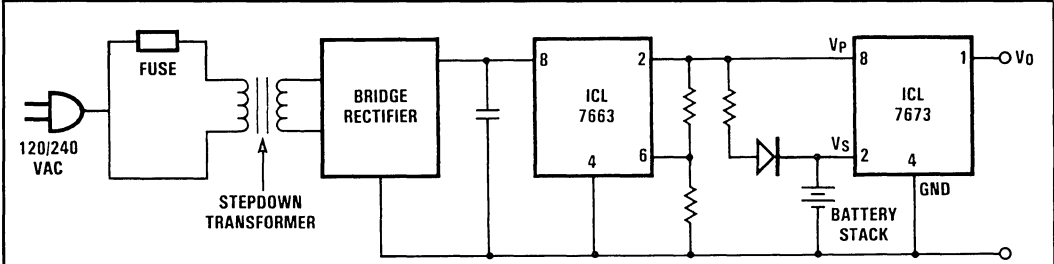 FUSE
120/240
VAC
STEPDOWN
TRANSFORMER
BRIDGE
RECTIFIER
8
2
ICL
7663
6
4
VP
8
1
VO
ICL
7673
VS
2
4
GND
BATTERY
STACK